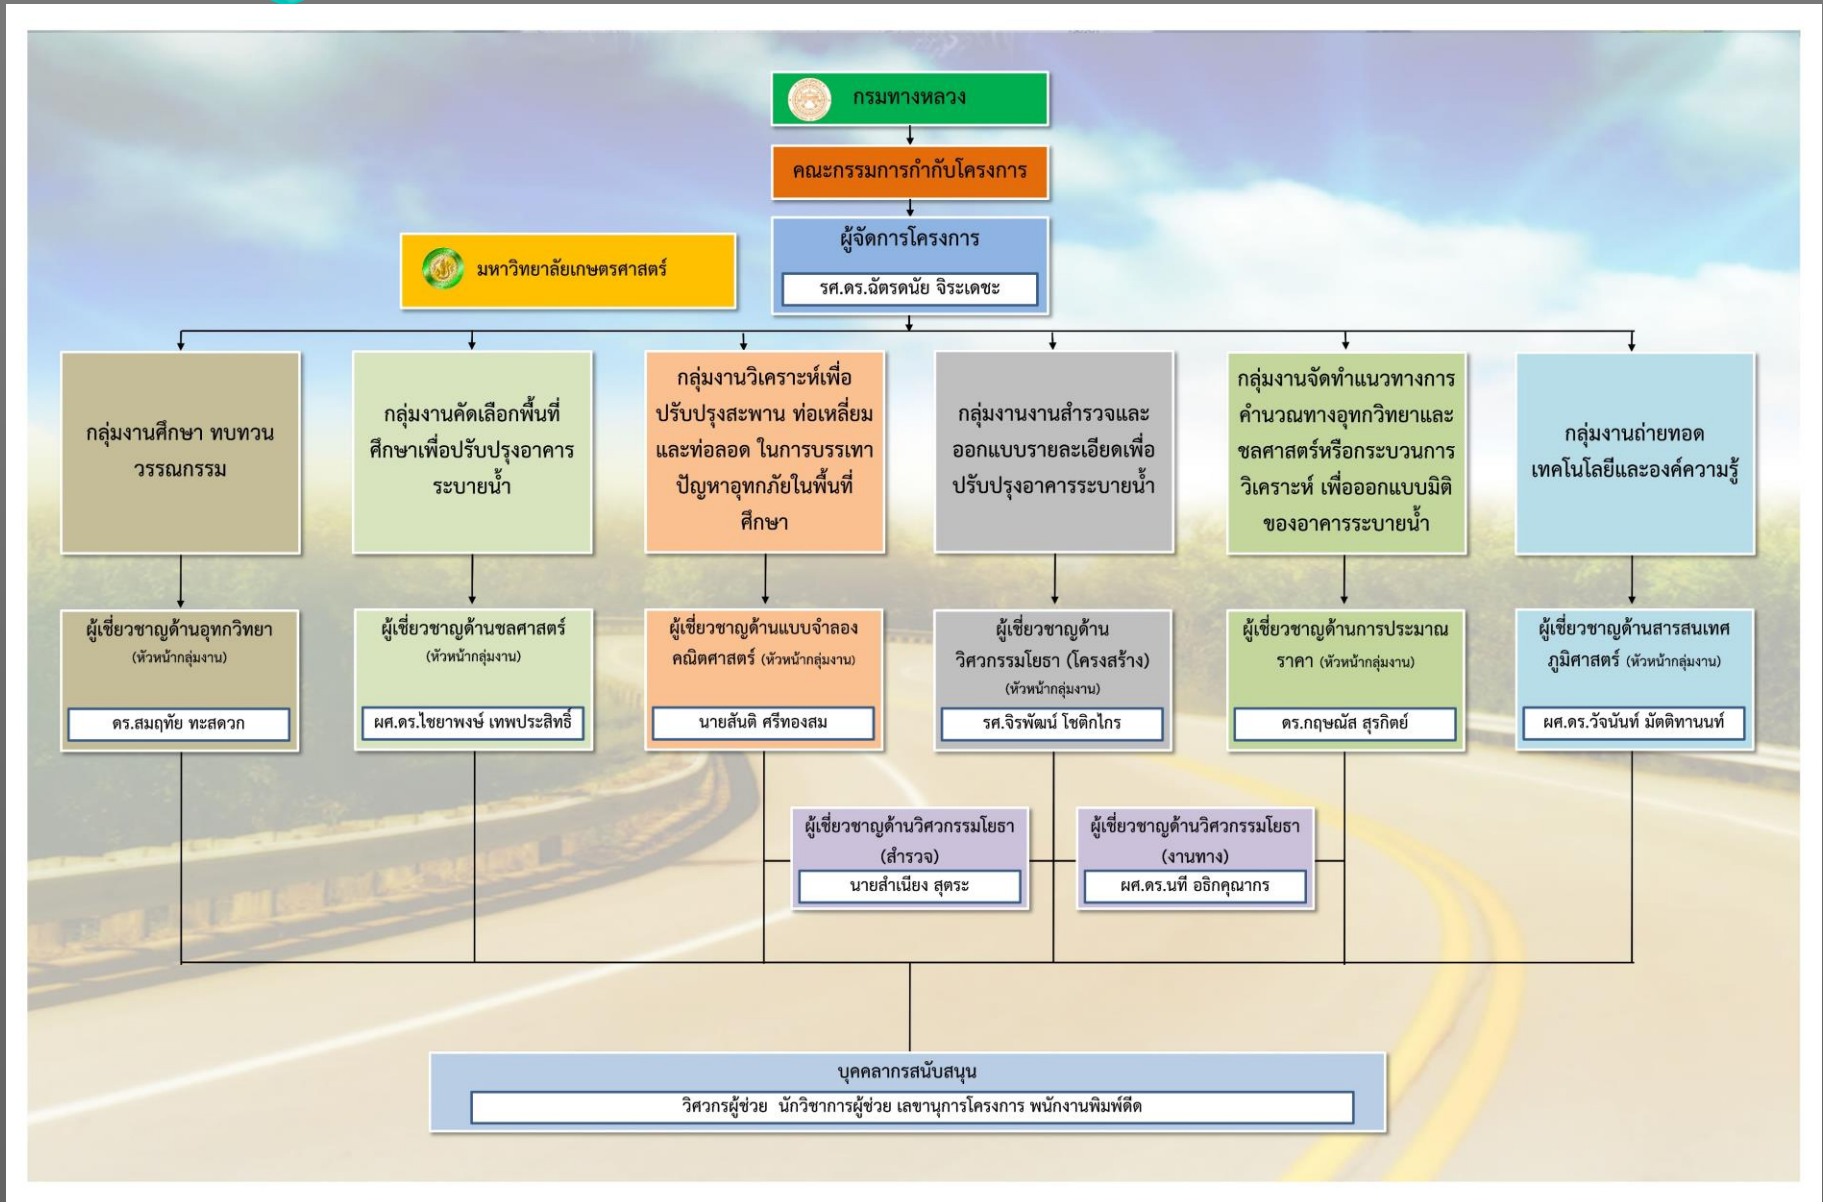 กรมทางหลวง
คณะกรรมการกำกับโครงการ
ผู้จัดการโครงการ
รศ.ดร.ฉัตรดนัย จิระเดชะ
มหาวิทยาลัยเกษตรศาสตร์
กลุ่มงานศึกษา ทบทวน
วรรณกรรม
กลุ่มงานคัดเลือกพื้นที่
ศึกษาเพื่อปรับปรุงอาคาร
ระบายน้ำ
กลุ่มงานวิเคราะห์เพื่อ
ปรับปรุงสะพาน ท่อเหลี่ยม
และท่อลอด ในการบรรเทา
ปัญหาอุทกภัยในพื้นที่
ศึกษา
กลุ่มงานงานสำรวจและ
ออกแบบรายละเอียดเพื่อ
ปรับปรุงอาคารระบายน้ำ
กลุ่มงานจัดทำแนวทางการ
คำนวณทางอุทกวิทยาและ
ชลศาสตร์หรือกระบวนการ
วิเคราะห์ เพื่อออกแบบมิติ
ของอาคารระบายน้ำ
กลุ่มงานถ่ายทอด
เทคโนโลยีและองค์ความรู้
ผู้เชี่ยวชาญด้านอุทกวิทยา
(หัวหน้ากลุ่มงาน)
ดร.สมฤทัย ทะสดวก
ผู้เชี่ยวชาญด้านชลศาสตร์
(หัวหน้ากลุ่มงาน)
ผศ.ดร.ไชยาพงษ์ เทพประสิทธิ์
ผู้เชี่ยวชาญด้านแบบจำลอง
คณิตศาสตร์ (หัวหน้ากลุ่มงาน)
นายสันติ ศรีทองสม
ผู้เชี่ยวชาญด้าน
วิศวกรรมโยธา (โครงสร้าง)
(หัวหน้ากลุ่มงาน)
รศ.จิรพัฒน์ โชติกไกร
ผู้เชี่ยวชาญด้านการประมาณ
ราคา (หัวหน้ากลุ่มงาน)
ดร.กฤษณัส สุรกิตย์
ผู้เชี่ยวชาญด้านสารสนเทศ
ภูมิศาสตร์ (หัวหน้ากลุ่มงาน)
ผศ.ดร.วัจนันท์ มัตติทานนท์
ผู้เชี่ยวชาญด้านวิศวกรรมโยธา
(สำรวจ)
นายสำเนียง สุตระ
ผู้เชี่ยวชาญด้านวิศวกรรมโยธา
(งานทาง)
ผศ.ดร.นที อธิกคุณากร
บุคคลากรสนับสนุน
วิศวกรผู้ช่วย นักวิชาการผู้ช่วย เลขานุการโครงการ พนักงานพิมพ์ดีด